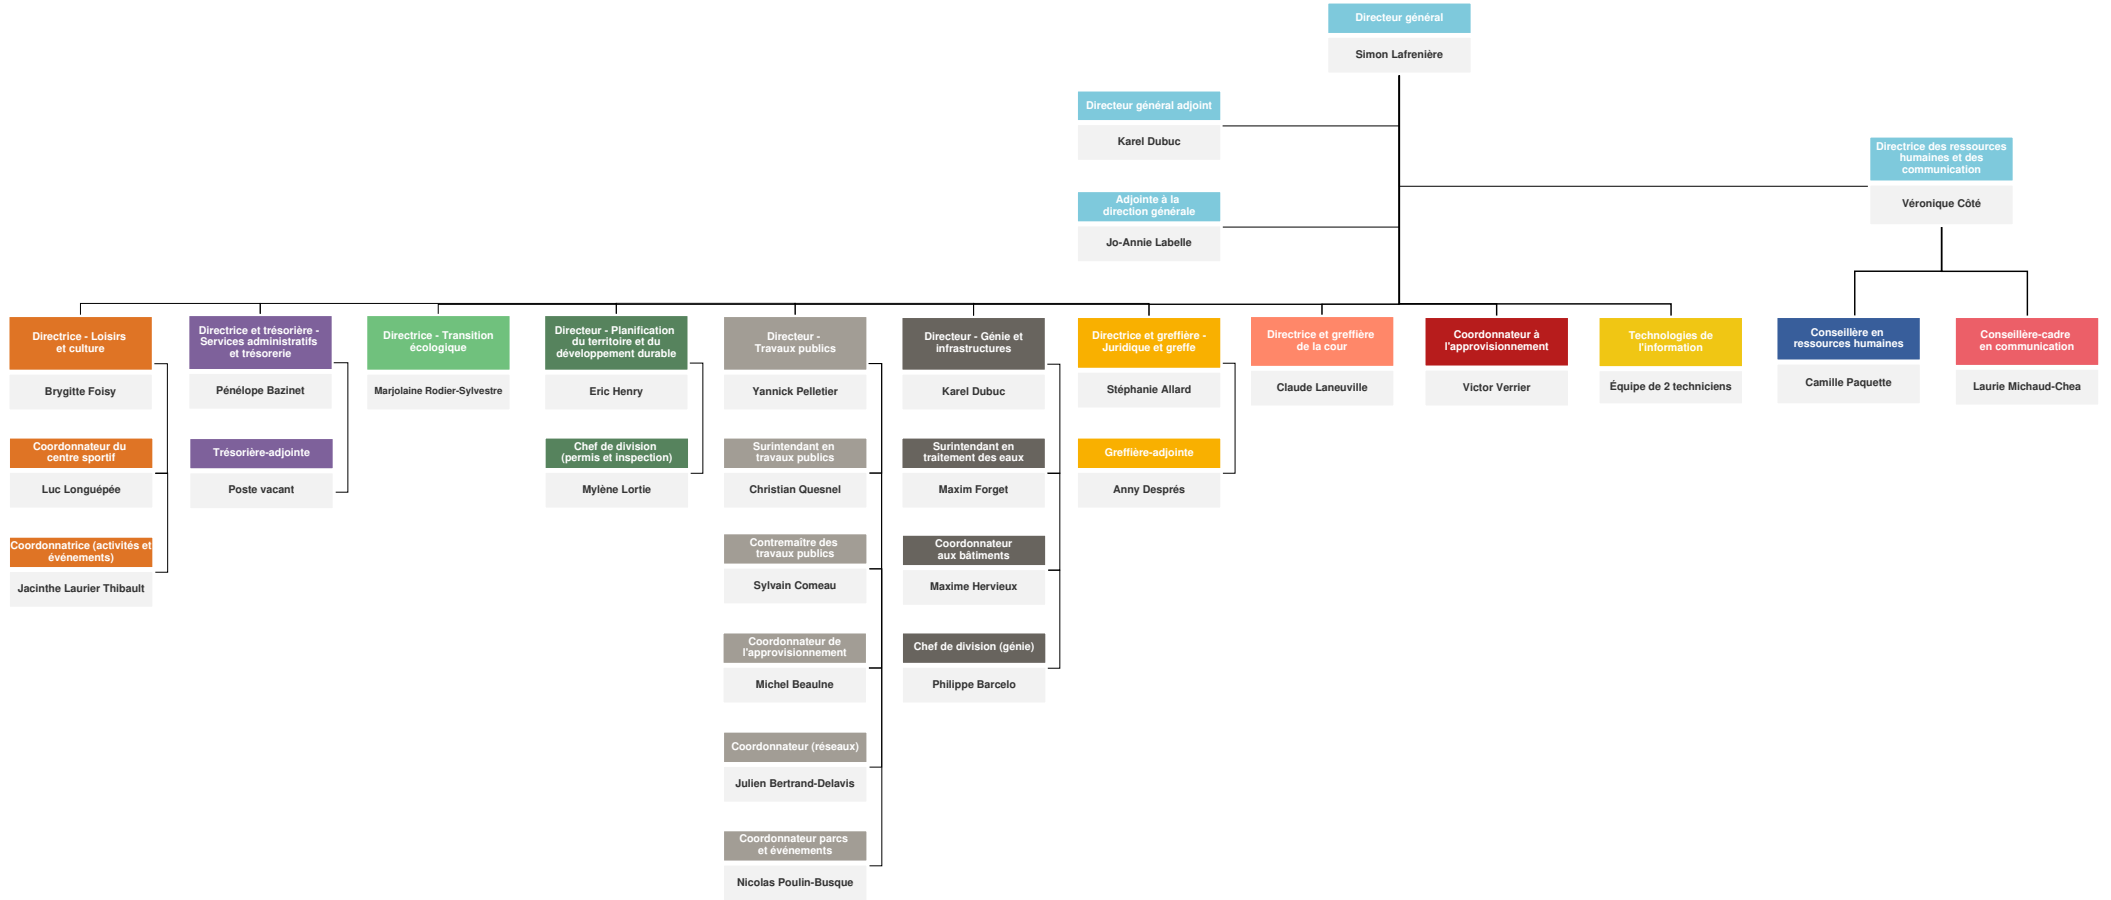 Directeur général
Simon Lafrenière
Directeur général adjoint
Karel Dubuc
Adjointe à la
direction générale
Jo-Annie Labelle
Directrice des ressources
humaines et des
communication
Véronique Côté
Directrice - Loisirs
et culture
Brygitte Foisy
Coordonnateur du
centre sportif
Luc Longuépée
Coordonnatrice (activités et
événements)
Jacinthe Laurier Thibault
Directrice et trésorière -
Services administratifs
et trésorerie
Pénélope Bazinet
Trésorière-adjointe
Poste vacant
Directrice - Transition
écologique
Marjolaine Rodier-Sylvestre
Directeur - Planification
du territoire et du
développement durable
Eric Henry
Chef de division
(permis et inspection)
Mylène Lortie
Directeur -
Travaux publics
Yannick Pelletier
Surintendant en
travaux publics
Christian Quesnel
Contremaître des
travaux publics
Sylvain Comeau
Coordonnateur de
l'approvisionnement
Michel Beaulne
Coordonnateur (réseaux)
Julien Bertrand-Delavis
Coordonnateur parcs
et événements
Nicolas Poulin-Busque
Directeur - Génie et
infrastructures
Karel Dubuc
Surintendant en
traitement des eaux
Maxim Forget
Coordonnateur
aux bâtiments
Maxime Hervieux
Chef de division (génie)
Philippe Barcelo
Directrice et greffière -
Juridique et greffe
Stéphanie Allard
Greffière-adjointe
Anny Després
Directrice et greffière
de la cour
Claude Laneuville
Coordonnateur à
l'approvisionnement
Victor Verrier
Technologies de
l'information
Équipe de 2 techniciens
Conseillère en
ressources humaines
Camille Paquette
Conseillère-cadre
en communication
Laurie Michaud-Chea